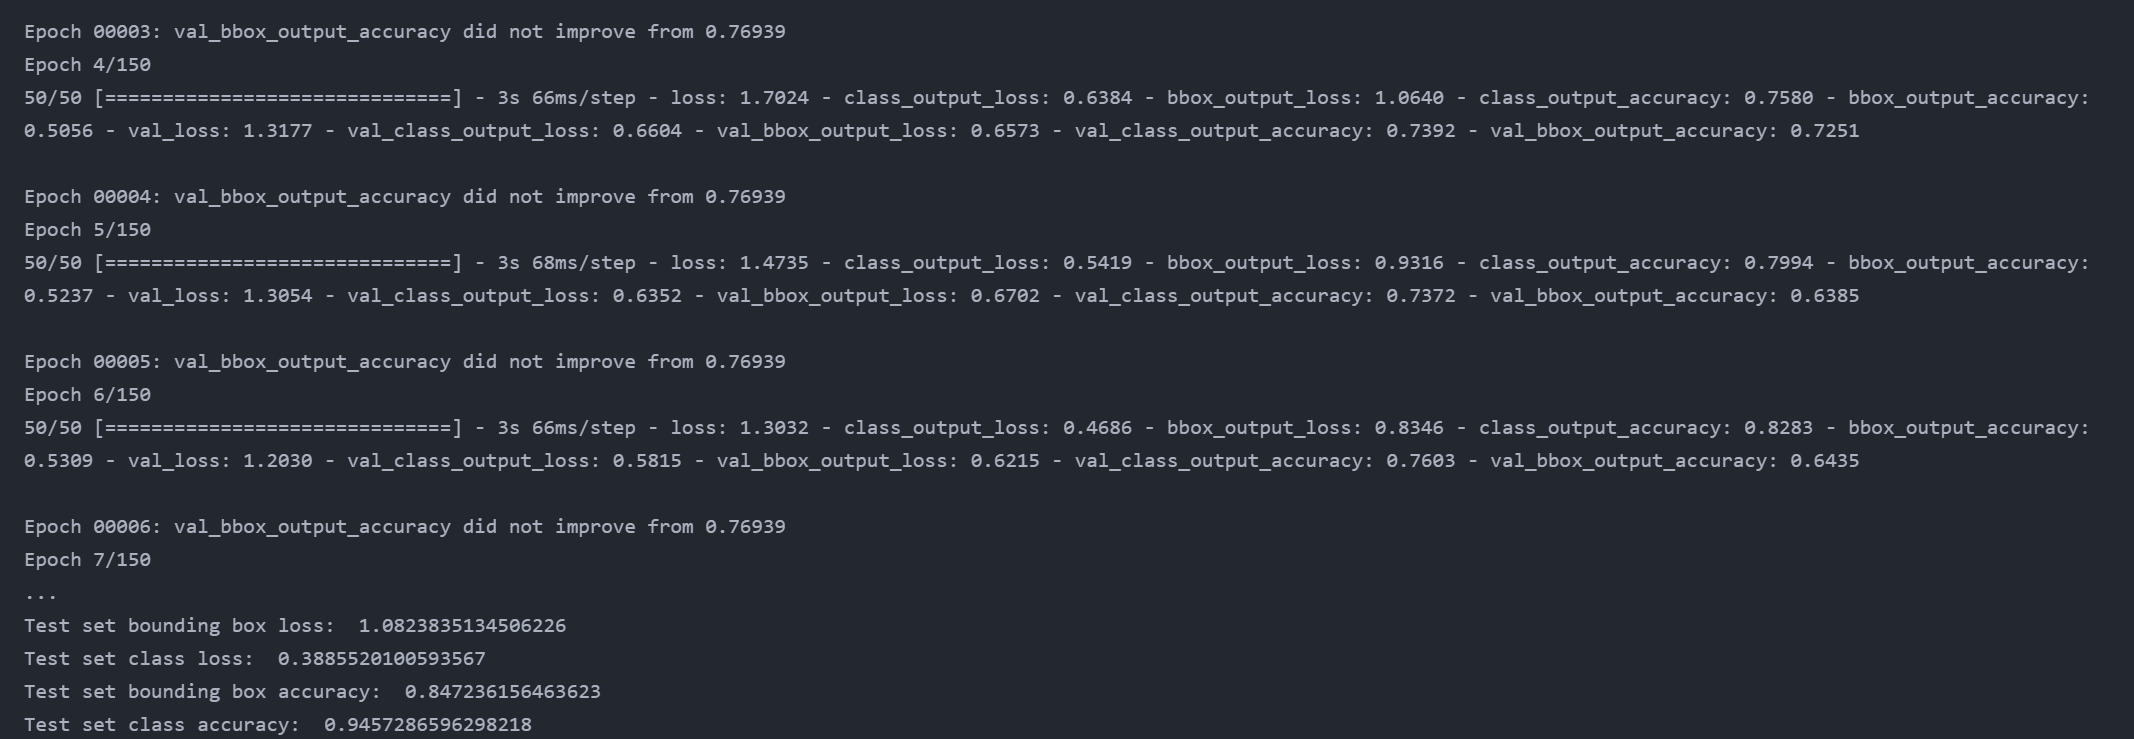 Epoch 00003: val_bbox_output_accuracy did not improve from 0.76939
Epoch 4/150
50/50 [==============================] - 3s 66ms/step - loss: 1.7024 - class_output_loss: 0.6384 - bbox_output_loss: 1.0640 - class_output_accuracy: 0.7580 - bbox_output_accuracy:
0.5056 - val_loss: 1.3177 - val_class_output_loss: 0.6604 - val_bbox_output_loss: 0.6573 - val_class_output_accuracy: 0.7392 - val_bbox_output_accuracy: 0.7251
Epoch 00004: val_bbox_output_accuracy did not improve from 0.76939
Epoch 5/150
50/50 [==============================] - 3s 68ms/step - loss: 1.4735 - class_output_loss: 0.5419 - bbox_output_loss: 0.9316 - class_output_accuracy: 0.7994 - bbox_output_accuracy:
0.5237 - val_loss: 1.3054 - val_class_output_loss: 0.6352 - val_bbox_output_loss: 0.6702 - val_class_output_accuracy: 0.7372 - val_bbox_output_accuracy: 0.6385
Epoch 00005: val_bbox_output_accuracy did not improve from 0.76939
Epoch 6/150
50/50 [==============================] - 3s 66ms/step - loss: 1.3032 - class_output_loss: 0.4686 - bbox_output_loss: 0.8346 - class_output_accuracy: 0.8283 - bbox_output_accuracy:
0.5309 - val_loss: 1.2030 - val_class_output_loss: 0.5815 - val_bbox_output_loss: 0.6215 - val_class_output_accuracy: 0.7603 - val_bbox_output_accuracy: 0.6435
Epoch 00006: val_bbox_output_accuracy did not improve from 0.76939
Epoch 7/150
...
Test set bounding box loss:  1.0823835134506226
Test set class loss:  0.3885520100593567
Test set bounding box accuracy:  0.847236156463623
Test set class accuracy:  0.9457286596298218